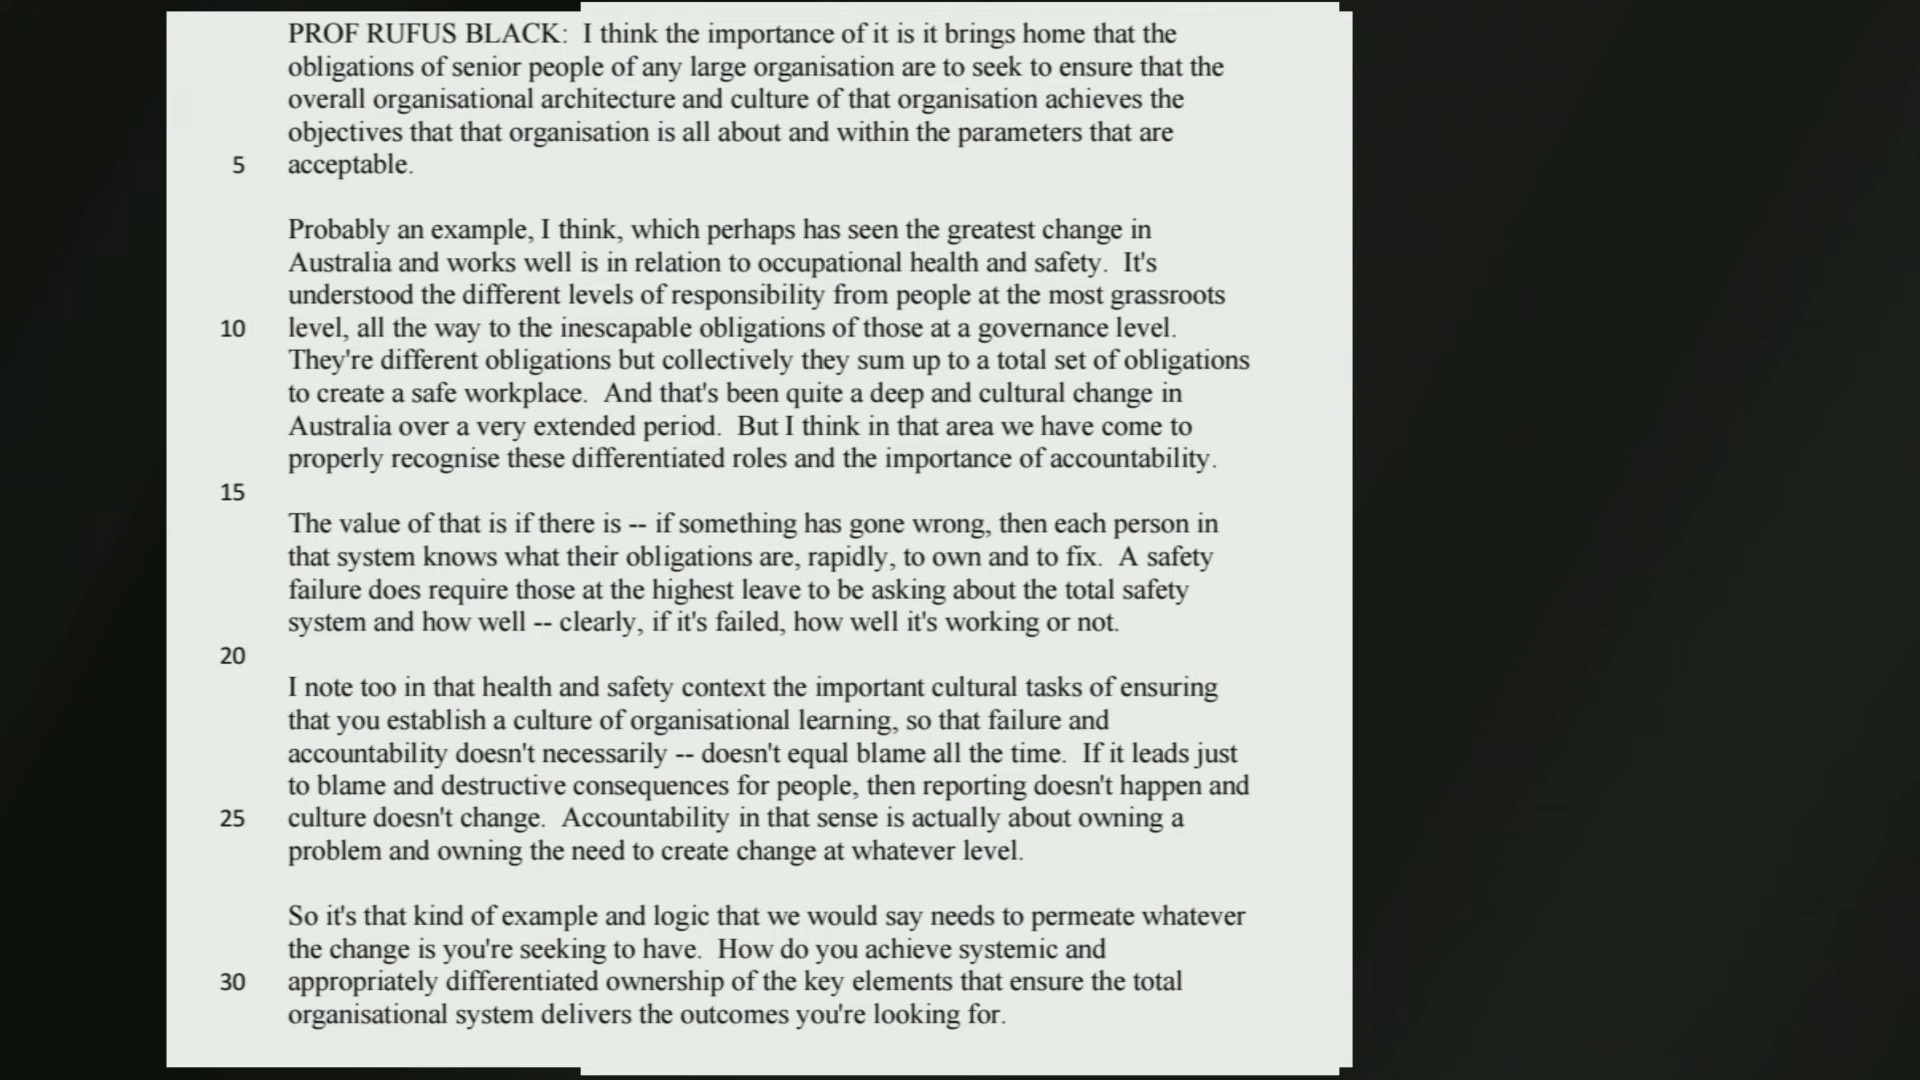 PROF RUFUS BLACK:  I think the importance of it is it brings home that the
obligations of senior people of any large organisation are to seek to ensure that the
overall organisational architecture and culture of that organisation achieves the
objectives that that organisation is all about and within the parameters that are
5 acceptable.
Probably an example, I think, which perhaps has seen the greatest change in
Australia and works well is in relation to occupational health and safety.  It's
understood the different levels of responsibility from people at the most grassroots
10 level, all the way to the inescapable obligations of those at a governance level.
They're different obligations but collectively they sum up to a total set of obligations
to create a safe workplace.  And that's been quite a deep and cultural change in
Australia over a very extended period.  But I think in that area we have come to
properly recognise these differentiated roles and the importance of accountability.
15
The value of that is if there is -- if something has gone wrong, then each person in
that system knows what their obligations are, rapidly, to own and to fix.  A safety
failure does require those at the highest leave to be asking about the total safety
system and how well -- clearly, if it's failed, how well it's working or not.
20
I note too in that health and safety context the important cultural tasks of ensuring
that you establish a culture of organisational learning, so that failure and
accountability doesn't necessarily -- doesn't equal blame all the time.  If it leads just
to blame and destructive consequences for people, then reporting doesn't happen and
25 culture doesn't change.  Accountability in that sense is actually about owning a
problem and owning the need to create change at whatever level.
So it's that kind of example and logic that we would say needs to permeate whatever
the change is you're seeking to have.  How do you achieve systemic and
30 appropriately differentiated ownership of the key elements that ensure the total
organisational system delivers the outcomes you're looking for.